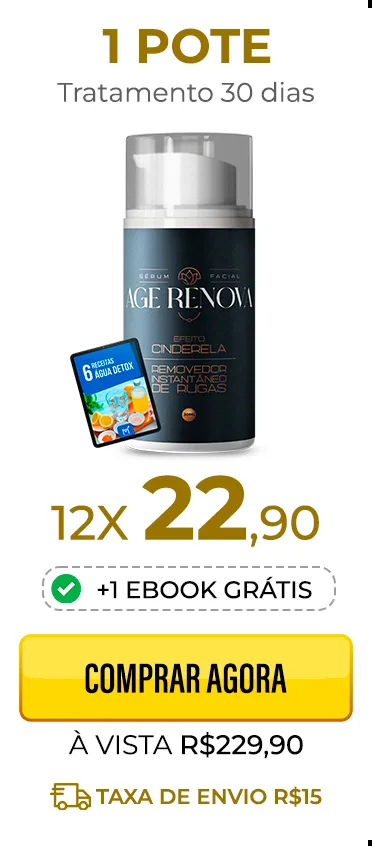 1 POTE
Tratamento 30 dias
SÉRUM FACIAL
AGE RENOVA
EFEITO
CINDERELA
REMOVEDOR
INSTANTÂNEO
DE RUGAS
6 RECEITAS
ÁGUA DETOX
12X 22,90
+1 EBOOK GRÁTIS
COMPRAR AGORA
À VISTA R$229,90
TAXA DE ENVIO R$15